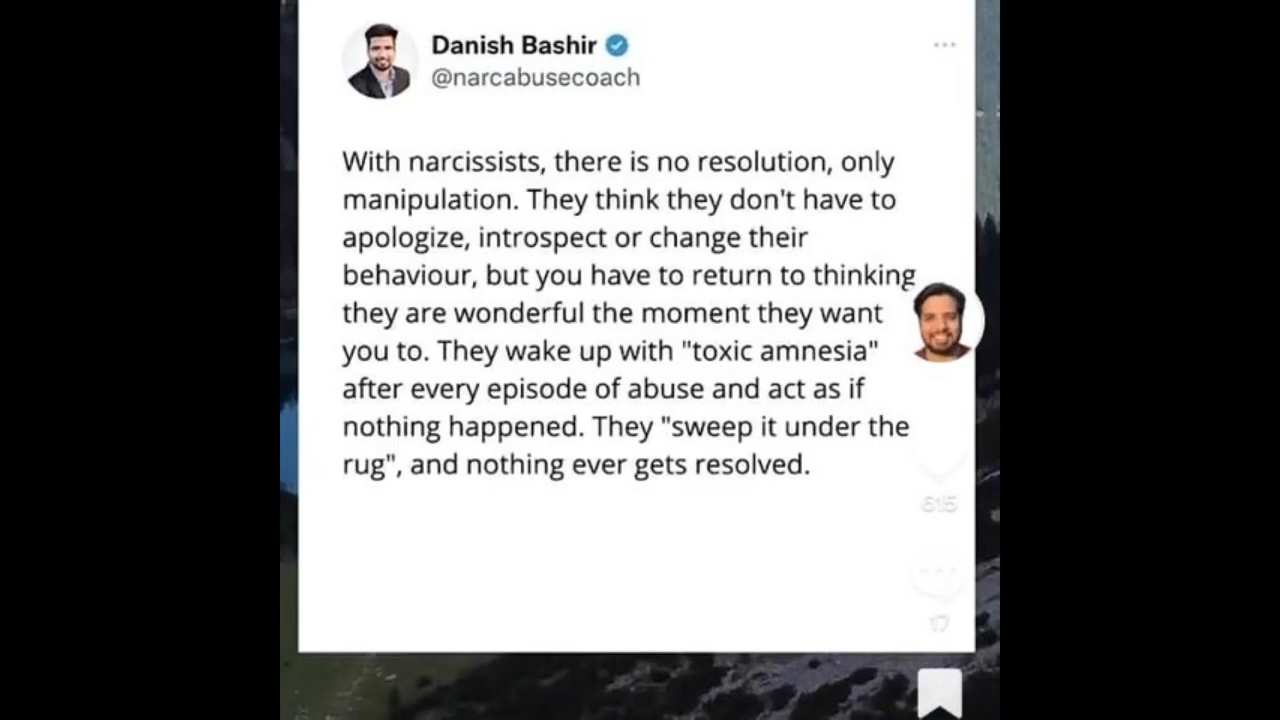 Danish Bashir
@narcabusecoach
With narcissists, there is no resolution, only
manipulation. They think they don't have to
apologize, introspect or change their
behaviour, but you have to return to thinking
they are wonderful the moment they want
you to. They wake up with "toxic amnesia"
after every episode of abuse and act as if
nothing happened. They "sweep it under the
rug", and nothing ever gets resolved.
615
17